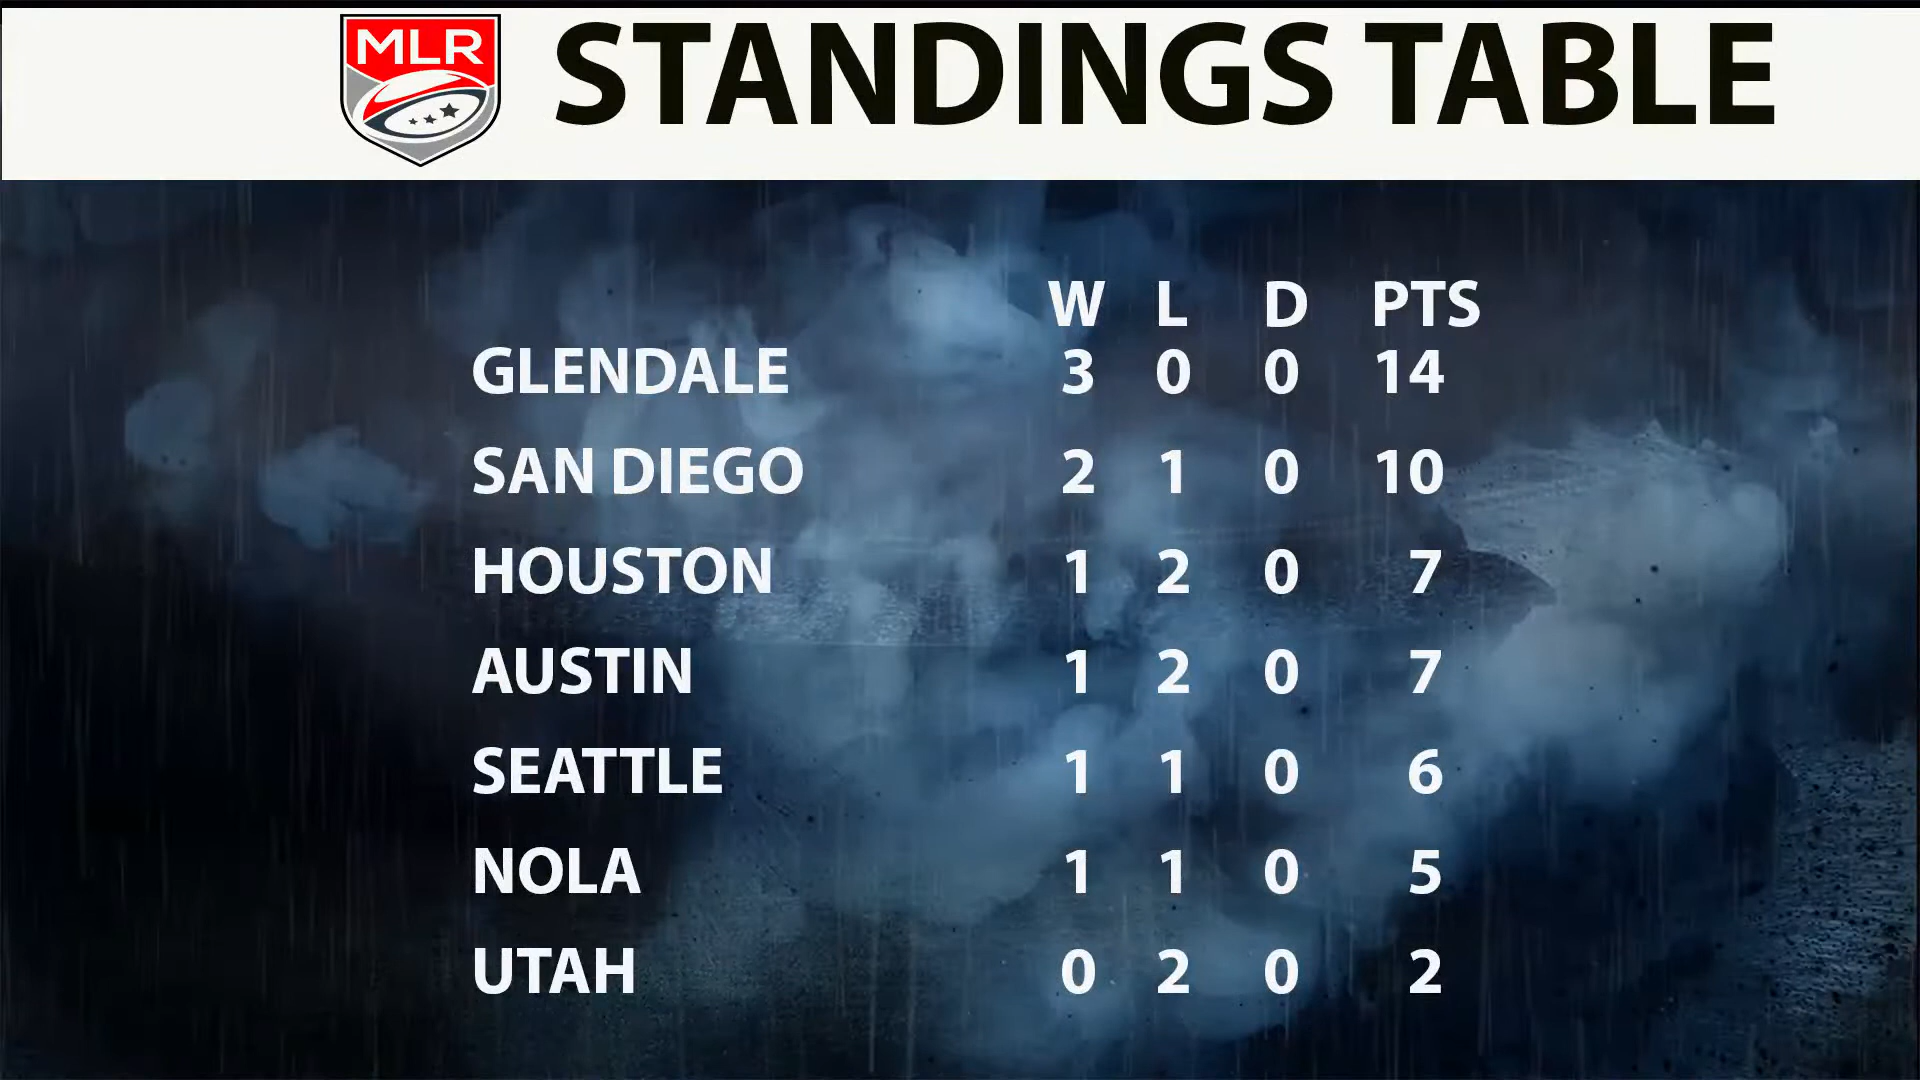 MLR STANDINGS TABLE
W L D PTS
GLENDALE 3 0 0 14
SAN DIEGO 2 1 0 10
HOUSTON 1 2 0 7
AUSTIN 1 2 0 7
SEATTLE 1 1 0 6
NOLA 1 1 0 5
UTAH 0 2 0 2